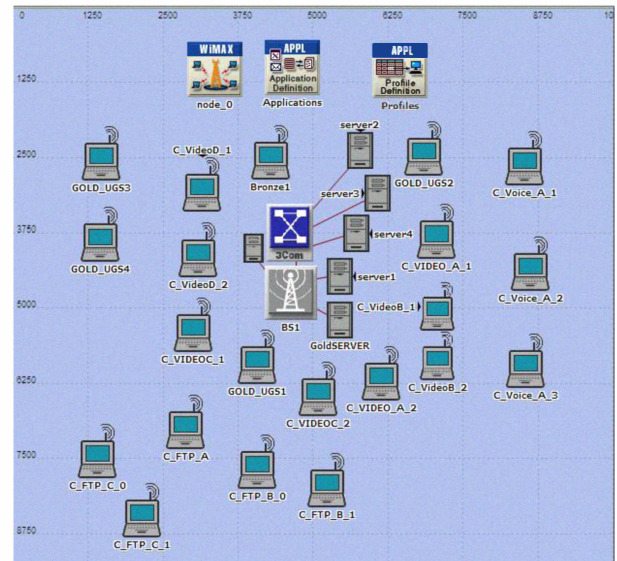 0 1250 2500 3750 5000 6250 7500 8750 10
WiMAX
node_0
APPL
Application
Definition
Applications
APPL
Profile
Definition
Profiles
1250
server2
C_VideoD_1
2500
GOLD_UGS3
Bronze1
GOLD_UGS2
server3
C_Voice_A_1
3750
server4
3Com
GOLD_UGS4
C_VIDEO_A_1
C_VideoD_2
server1
C_Voice_A_2
5000
C_VideoB_1
BS1
GoldSERVER
C_VIDEOC_1
6250
GOLD_UGS1
C_VideoB_2
C_Voice_A_3
C_VIDEO_A_2
C_VIDEOC_2
C_FTP_A
7500
C_FTP_C_0
C_FTP_B_0
C_FTP_B_1
8750
C_FTP_C_1